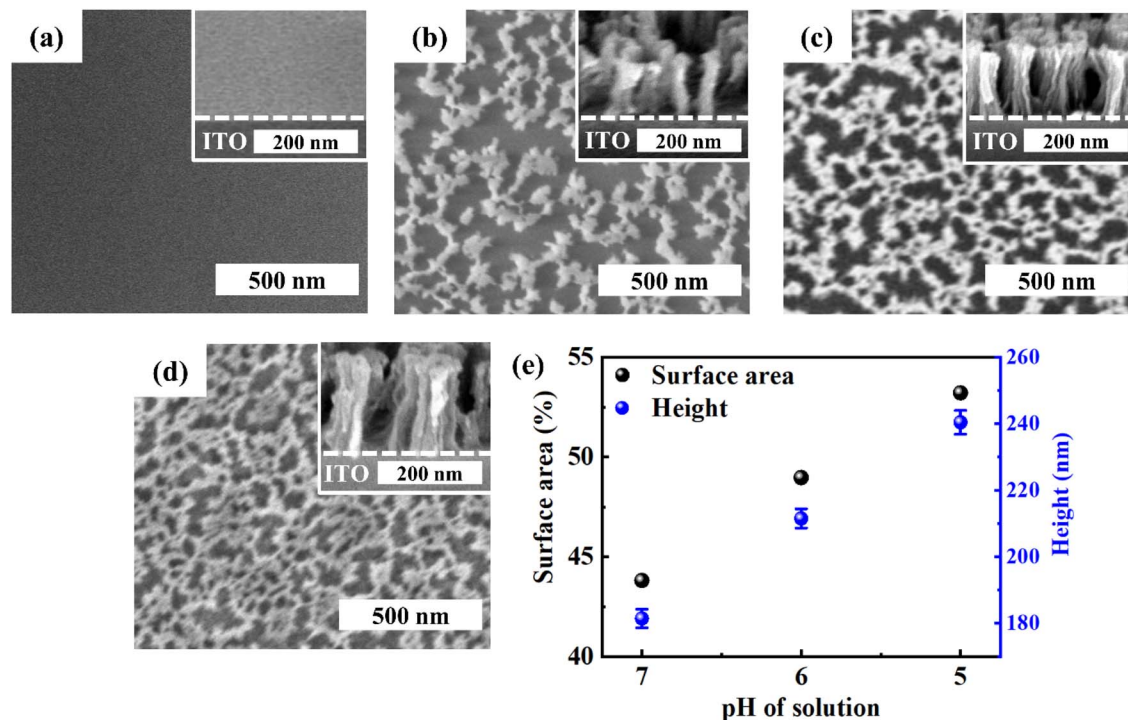 (a)
ITO 200 nm
500 nm
(b)
ITO 200 nm
500 nm
(c)
ITO 200 nm
500 nm
(d)
ITO 200 nm
500 nm
(e)
Surface area
Height
55
50
45
40
Surface area (%)
260
240
220
200
180
Height (nm)
7 6 5
pH of solution